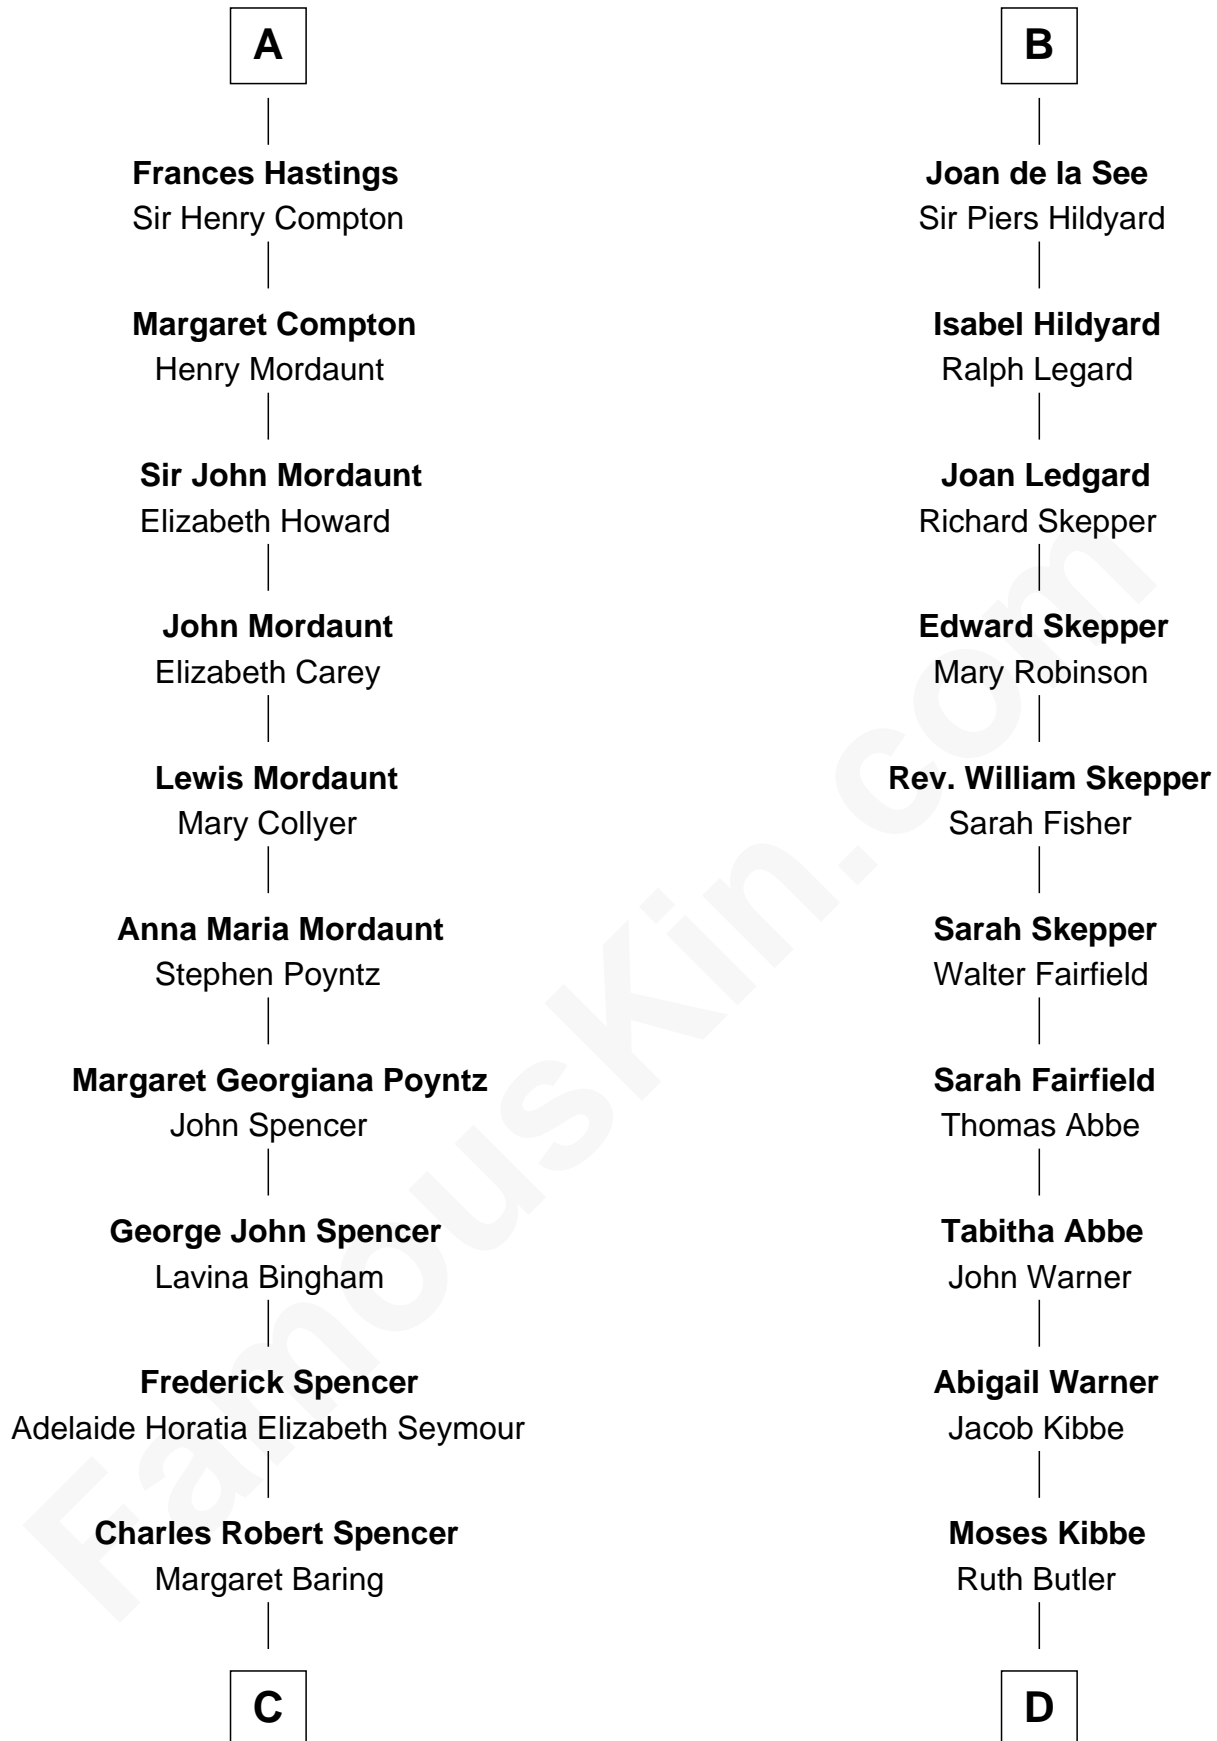 A
Frances Hastings
Sir Henry Compton
Margaret Compton
Henry Mordaunt
Sir John Mordaunt
Elizabeth Howard
John Mordaunt
Elizabeth Carey
Lewis Mordaunt
Mary Collyer
Anna Maria Mordaunt
Stephen Poyntz
Margaret Georgiana Poyntz
John Spencer
George John Spencer
Lavina Bingham
Frederick Spencer
Adelaide Horatia Elizabeth Seymour
Charles Robert Spencer
Margaret Baring
C
B
Joan de la See
Sir Piers Hildyard
Isabel Hildyard
Ralph Legard
Joan Ledgard
Richard Skepper
Edward Skepper
Mary Robinson
Rev. William Skepper
Sarah Fisher
Sarah Skepper
Walter Fairfield
Sarah Fairfield
Thomas Abbe
Tabitha Abbe
John Warner
Abigail Warner
Jacob Kibbe
Moses Kibbe
Ruth Butler
D
FamousKin.com